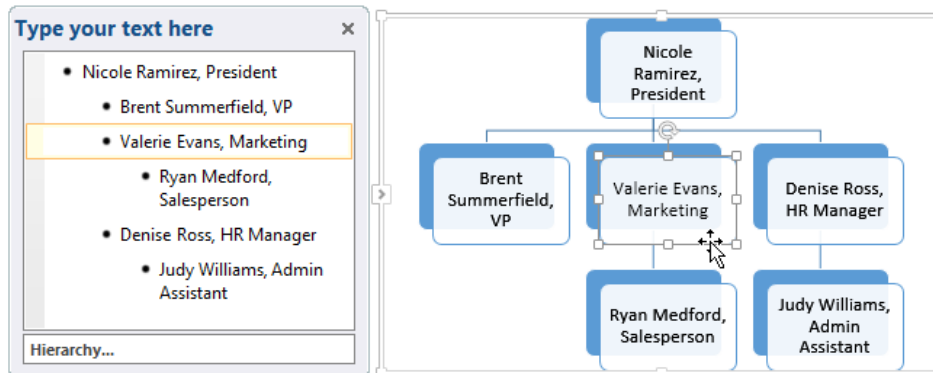 Type your text here
Nicole Ramirez, President
Brent Summerfield, VP
Valerie Evans, Marketing
Ryan Medford,
Salesperson
Denise Ross, HR Manager
Judy Williams, Admin
Assistant
Hierarchy...
Nicole
Ramirez,
President
Brent
Summerfield,
VP
Valerie Evans,
Marketing
Denise Ross,
HR Manager
Ryan Medford,
Salesperson
Judy Williams,
Admin
Assistant